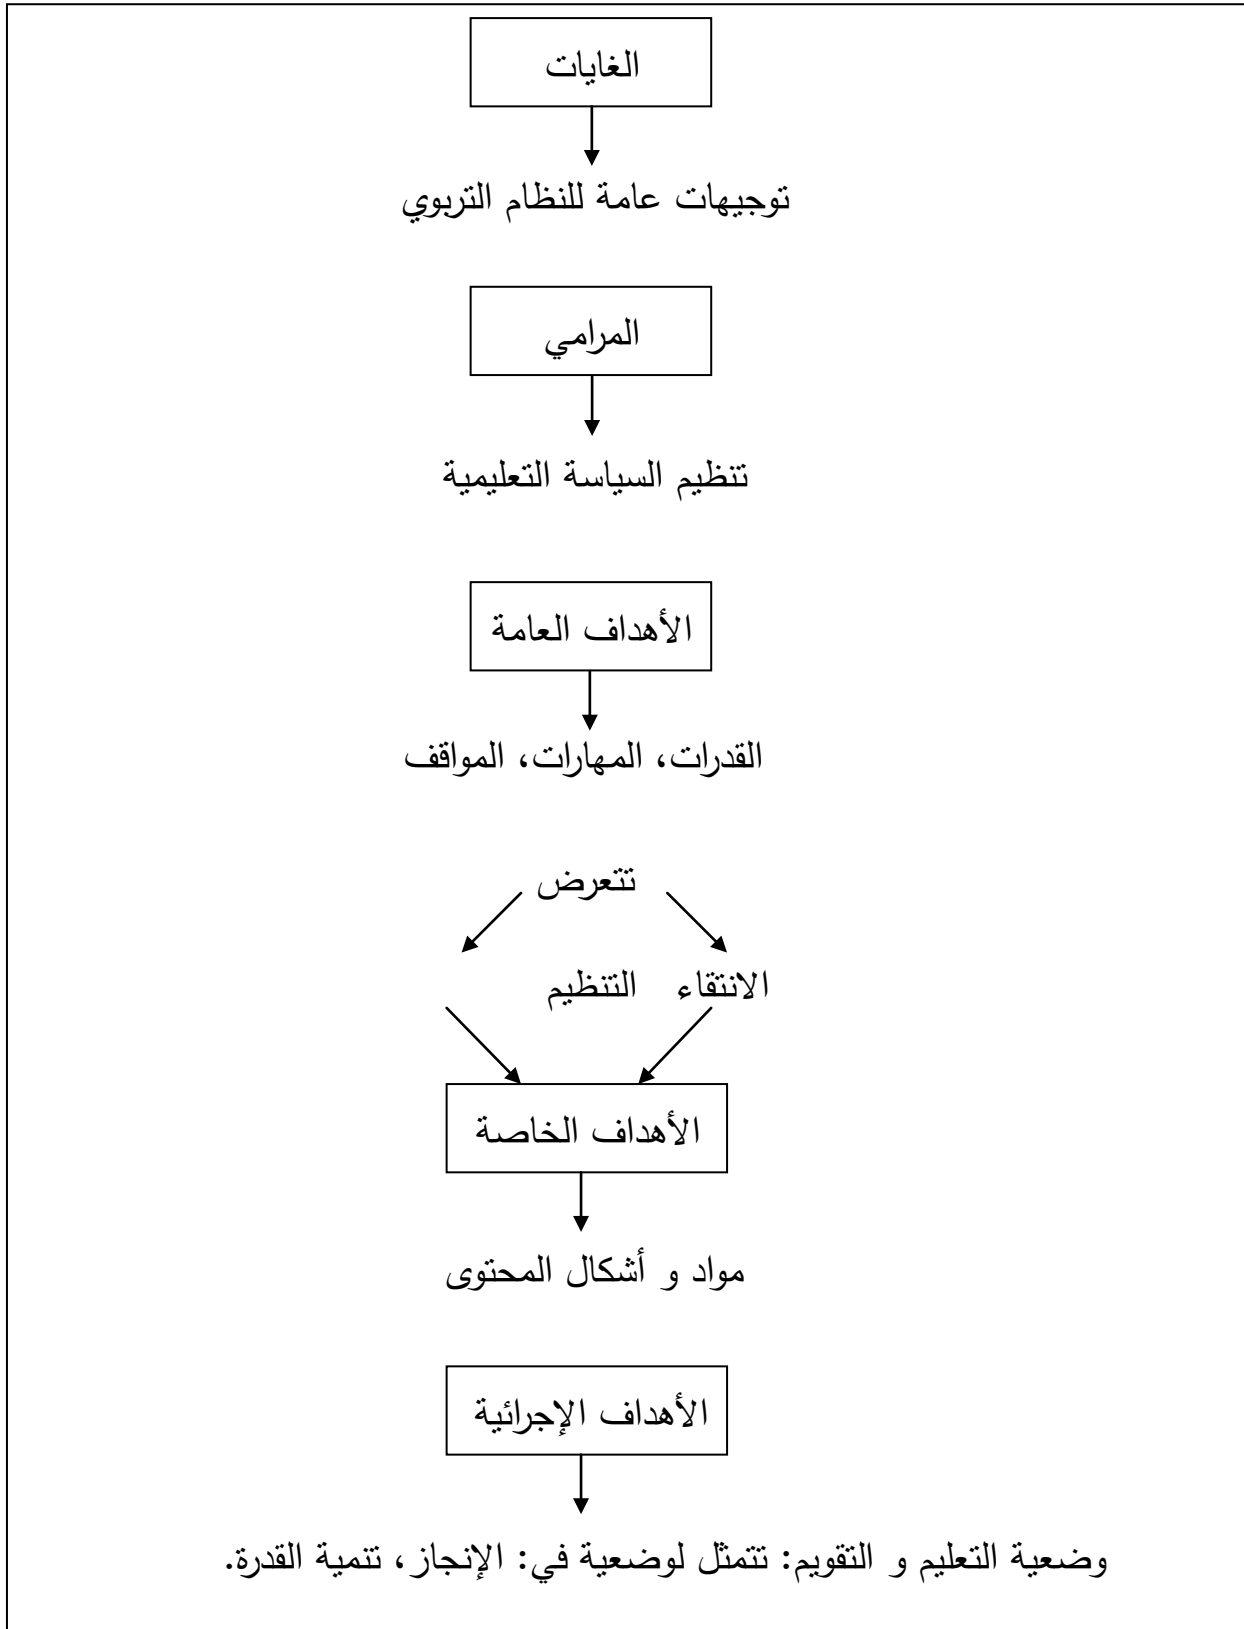 الغايات
توجيهات عامة للنظام التربوي
المرامي
تنظيم السياسة التعليمية
الأهداف العامة
القدرات، المهارات، المواقف
تتعرض
الانتقاء التنظيم
الأهداف الخاصة
مواد و أشكال المحتوى
الأهداف الإجرائية
وضعية التعليم و التقويم: تتمثل لوضعية في: الإنجاز، تنمية القدرة.